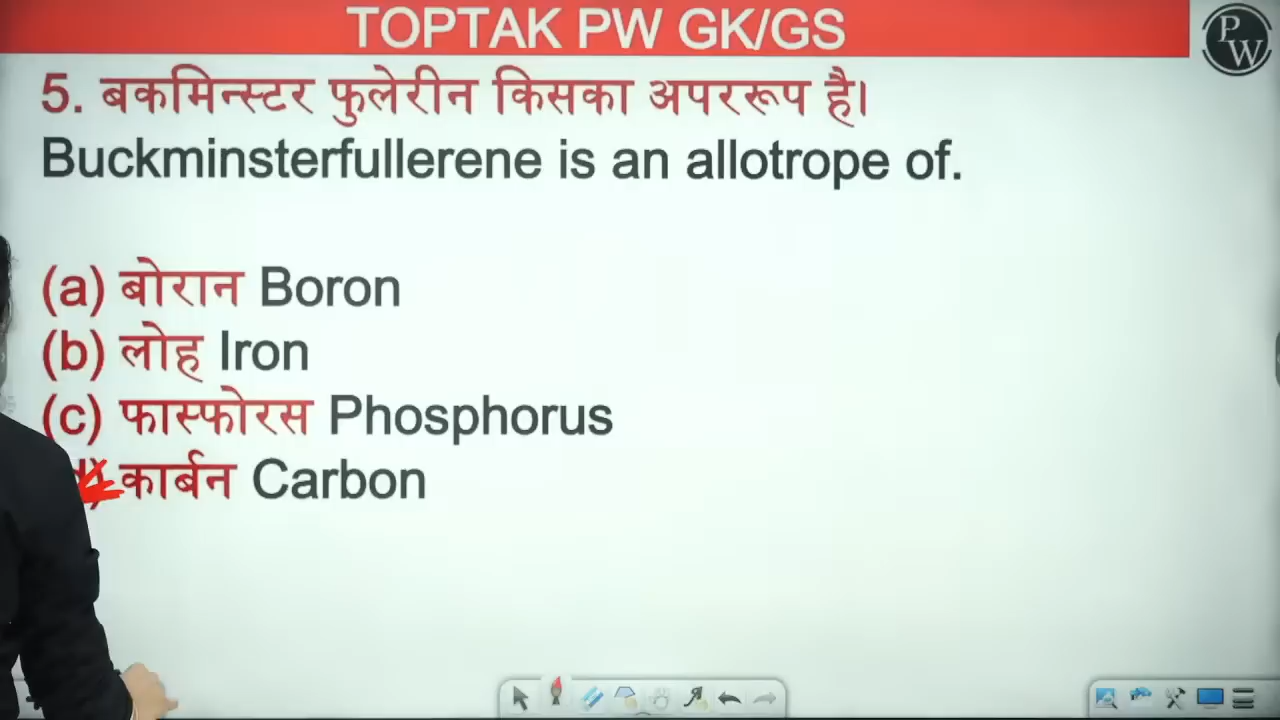 TOPTAK PW GK/GS
P
W
5. बकमिन्स्टर फुलेरीन किसका अपररूप है।
Buckminsterfullerene is an allotrope of.
(a) बोरान Boron
(b) लोह Iron
(c) फास्फोरस Phosphorus
कार्बन Carbon